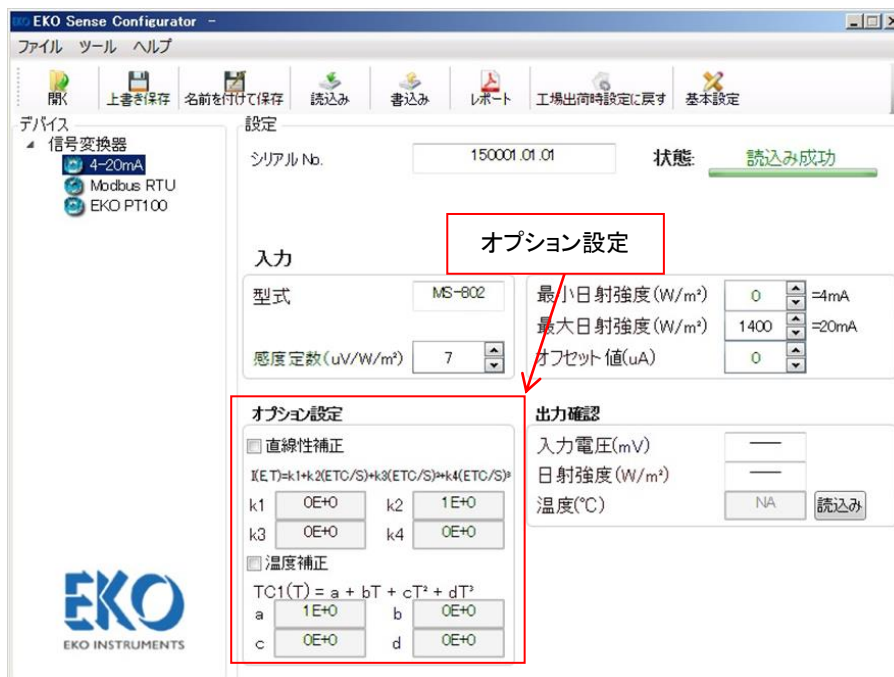 EKO Sense Configurator -
ファイル ツール ヘルプ
開く 上書き保存 名前を付けて保存 読込み 書込み レポート 工場出荷時設定に戻す 基本設定
デバイス
信号変換器
4-20mA
Modbus RTU
EKO PT100
設定
シリアル No. 150001.01.01 状態: 読込み成功
オプション設定
入力
型式 MS-802
感度定数(uV/W/m²) 7
最小日射強度(W/m²) 0 =4mA
最大日射強度(W/m²) 1400 =20mA
オフセット値(uA) 0
オプション設定
直線性補正
I(E,T)=k1+k2(ETC/S)+k3(ETC/S)²+k4(ETC/S)³
k1 0E+0 k2 1E+0
k3 0E+0 k4 0E+0
温度補正
TC1(T) = a + bT + cT² + dT³
a 1E+0 b 0E+0
c 0E+0 d 0E+0
出力確認
入力電圧(mV) ──
日射強度(W/m²) ──
温度(℃) NA 読込み
EKO
EKO INSTRUMENTS